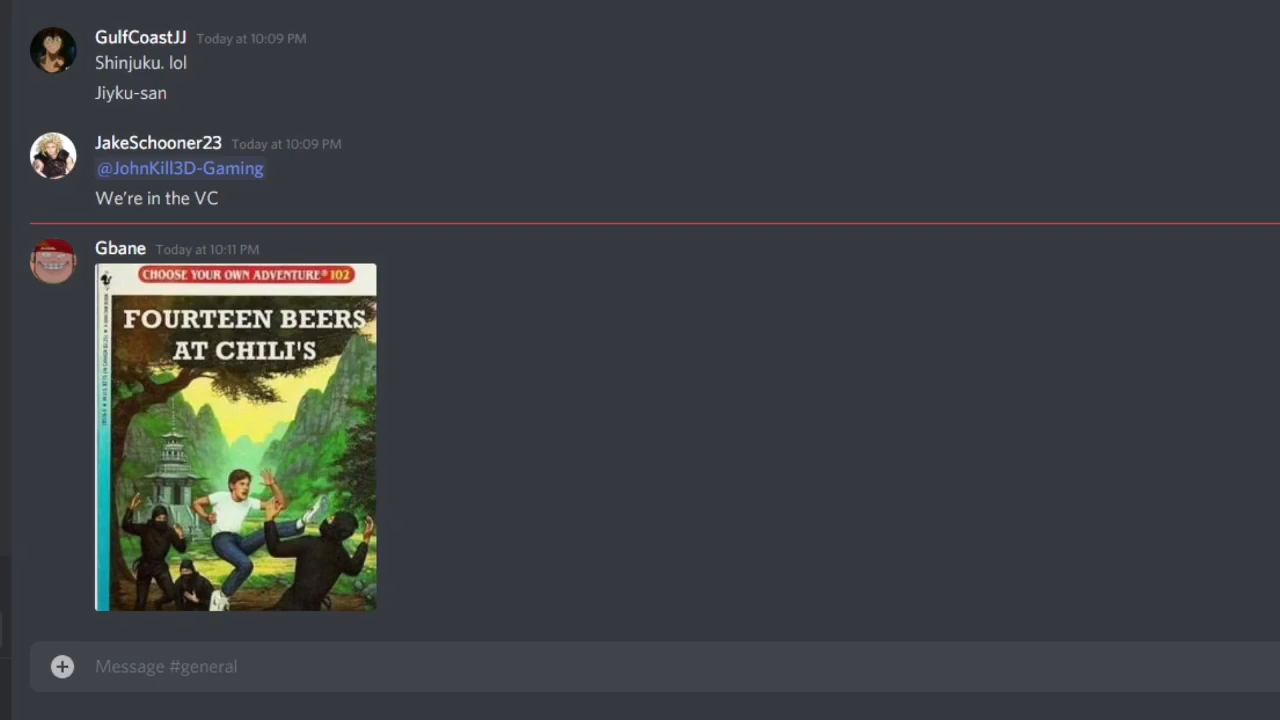 GulfCoastJJ Today at 10:09 PM
Shinjuku. lol
Jiyku-san
JakeSchooner23 Today at 10:09 PM
@JohnKill3D-Gaming
We're in the VC
Gbane Today at 10:11 PM
CHOOSE YOUR OWN ADVENTURE® 102
FOURTEEN BEERS
AT CHILI'S
Message #general